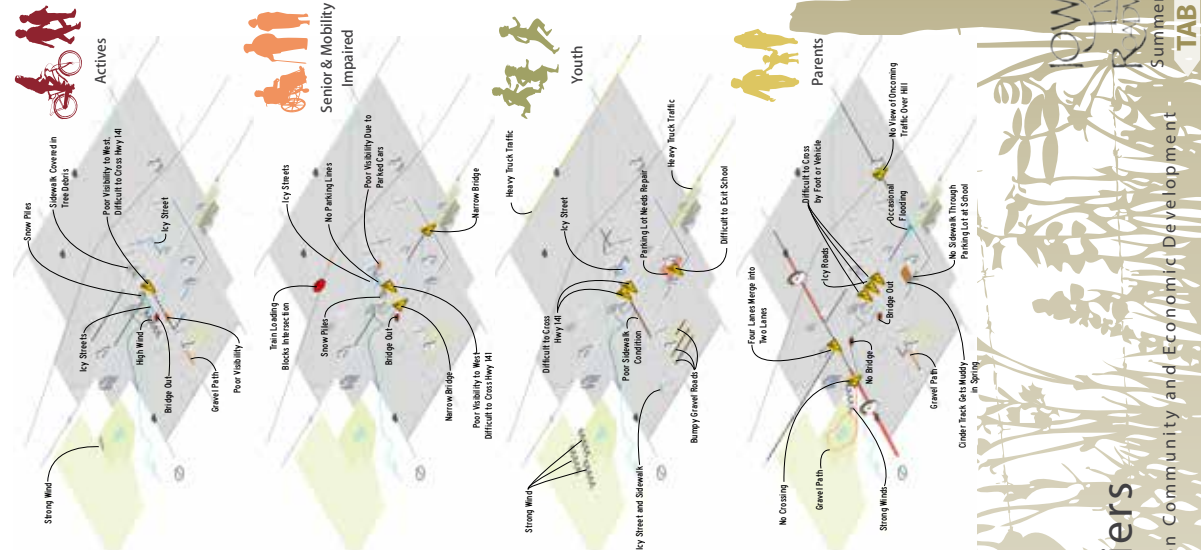 Actives
Snow Piles
Sidewalk Covered in
Tree Debris
Poor Visibility to West,
Difficult to Cross Hwy 141
Icy Street
Icy Streets
High Wind
Bridge Out
Gravel Path
Poor Visibility
Strong Wind
Senior & Mobility
Impaired
Icy Streets
No Parking Lines
Poor Visibility Due to
Parked Cars
Narrow Bridge
Train Loading
Blocks Intersection
Snow Piles
Bridge Out
Narrow Bridge
Poor Visibility to West
Difficult to Cross Hwy 141
Youth
Heavy Truck Traffic
Icy Street
Parking Lot Needs Repair
Heavy Truck Traffic
Difficult to Exit School
Difficult to Cross
Hwy 141
Poor Sidewalk
Condition
Bumpy Gravel Roads
Strong Wind
Icy Street and Sidewalk
Parents
Difficult to Cross
by Foot or Vehicle
No View of Oncoming
Traffic Over Hill
Occasional
Flooding
Icy Roads
Bridge Out
No Sidewalk Through
Parking Lot at School
Four Lanes Merge into
Two Lanes
No Bridge
Gravel Path
Cinder Track Gets Muddy
in Spring
No Crossing
Gravel Path
Strong Winds
ers
n Community and Economic Development
Summer
TAB